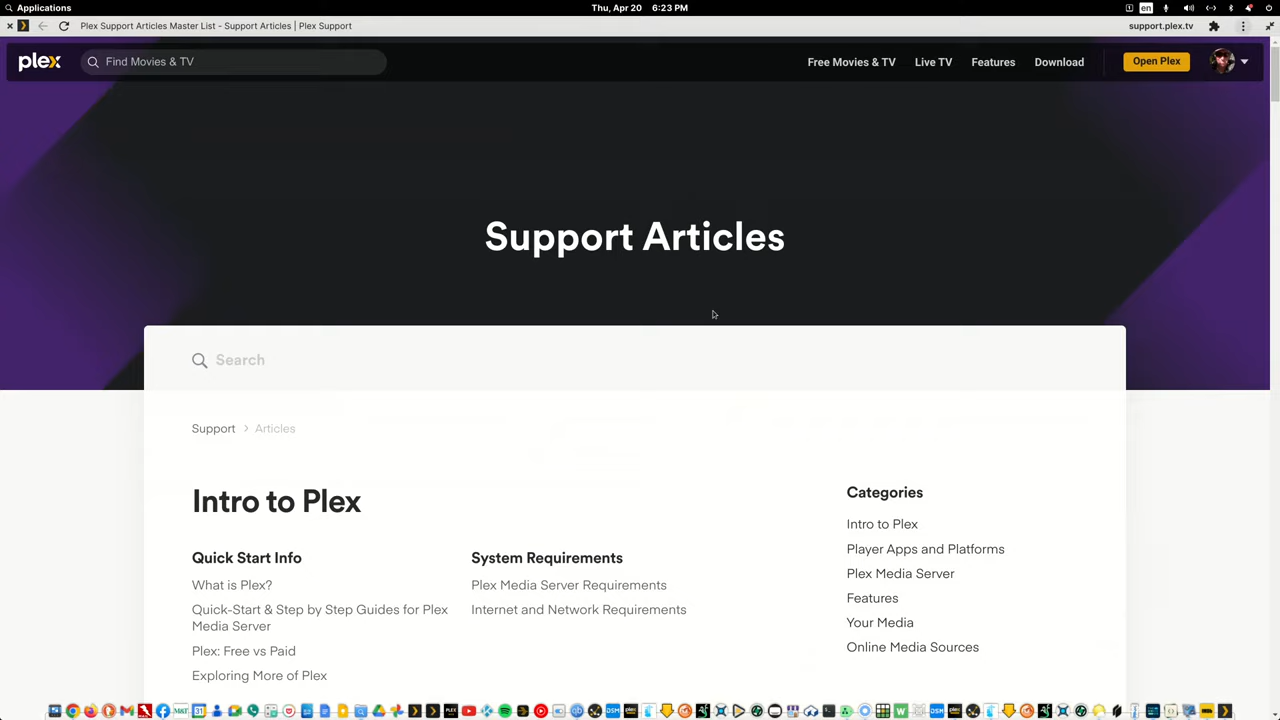 Applications
Thu, Apr 20 6:23 PM
en
Plex Support Articles Master List - Support Articles | Plex Support
support.plex.tv
plex
Find Movies & TV
Free Movies & TV
Live TV
Features
Download
Open Plex
Support Articles
Search
Support > Articles
Intro to Plex
Quick Start Info
What is Plex?
Quick-Start & Step by Step Guides for Plex
Media Server
Plex: Free vs Paid
Exploring More of Plex
System Requirements
Plex Media Server Requirements
Internet and Network Requirements
Categories
Intro to Plex
Player Apps and Platforms
Plex Media Server
Features
Your Media
Online Media Sources